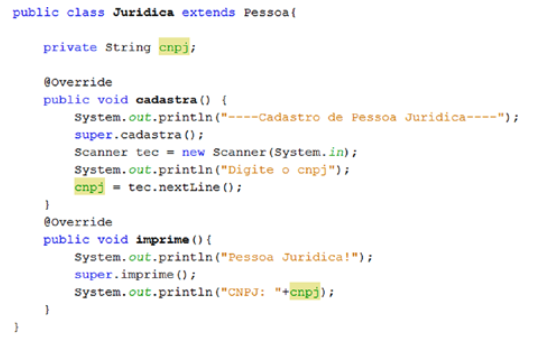 public class Juridica extends Pessoa{
private String cnpj;
@Override
public void cadastra() {
System.out.println("----Cadastro de Pessoa Juridica----");
super.cadastra();
Scanner tec = new Scanner(System.in);
System.out.println("Digite o cnpj");
cnpj = tec.nextLine();
}
@Override
public void imprime(){
System.out.println("Pessoa Juridica!");
super.imprime();
System.out.println("CNPJ: "+cnpj);
}
}